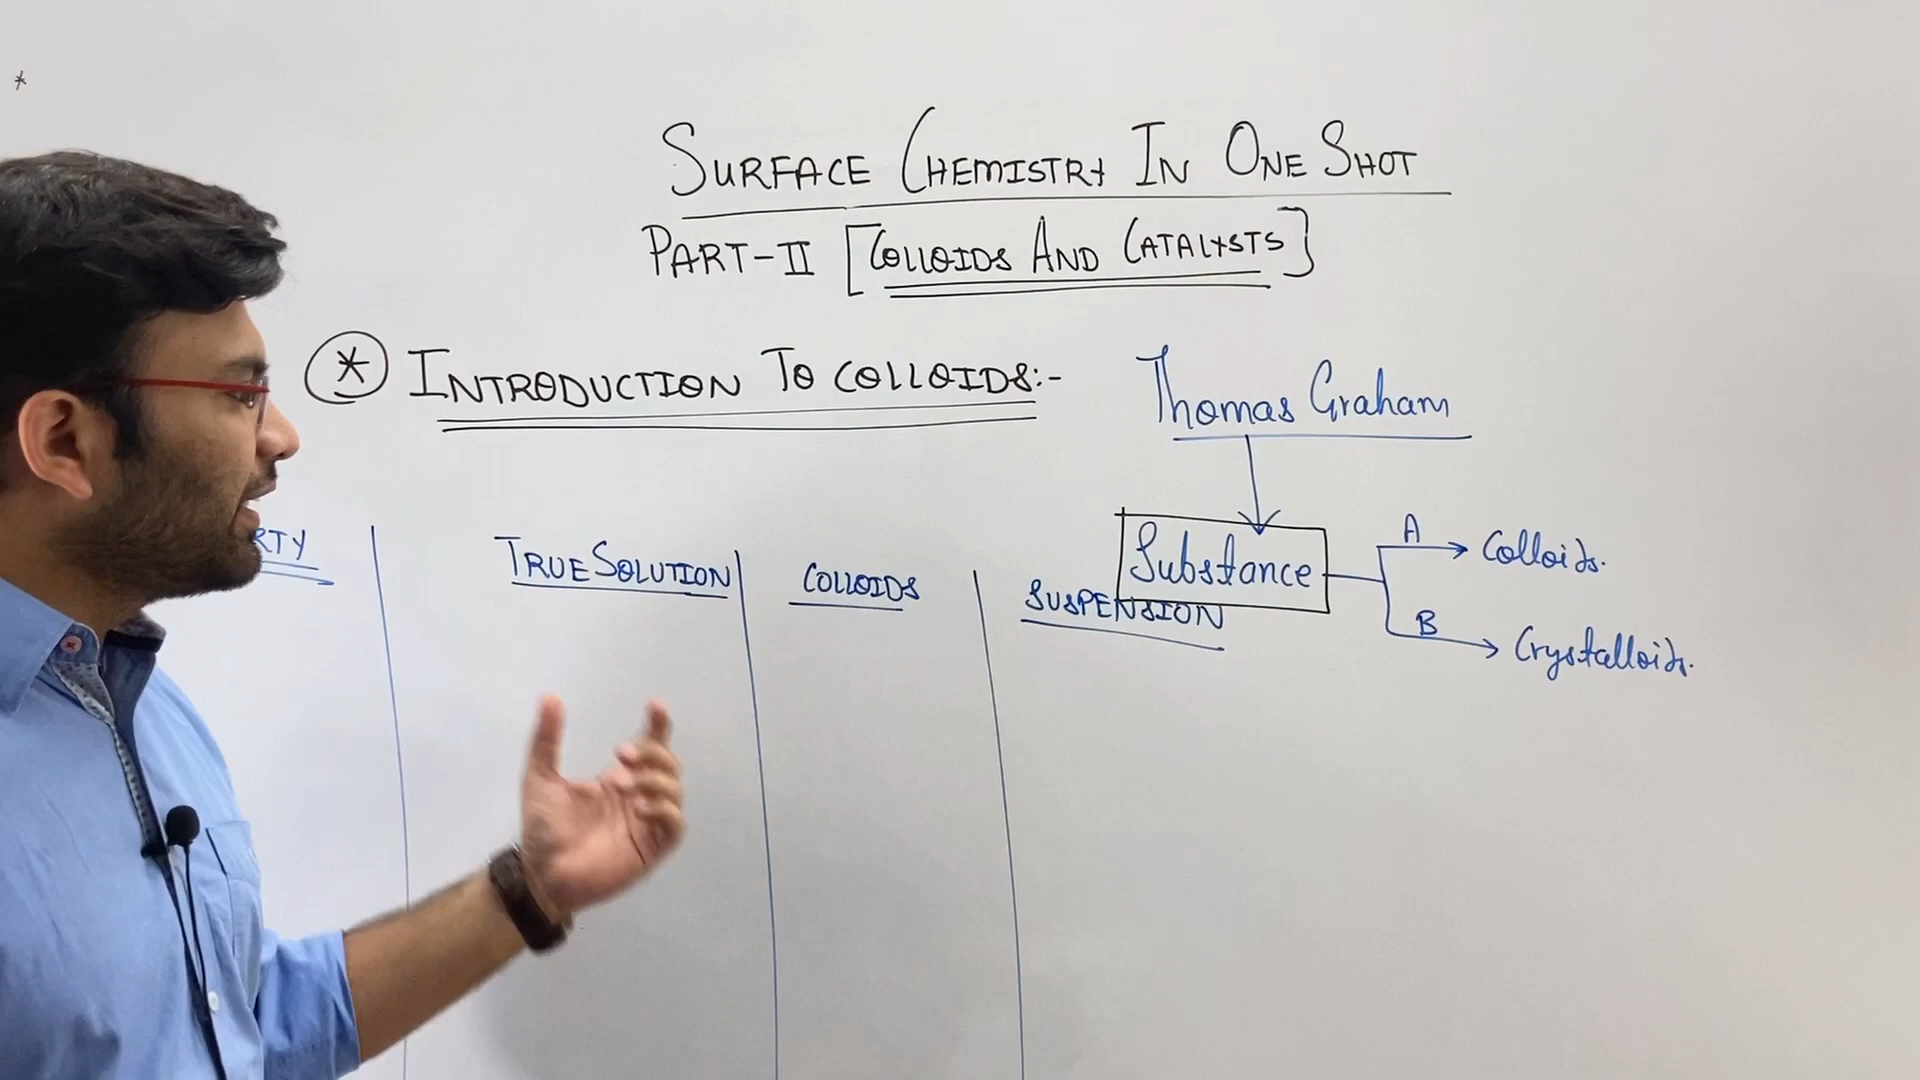 *
SURFACE CHEMISTRY IN ONE SHOT
PART-II [COLLOIDS AND CATALYSTS]
* INTRODUCTION TO COLLOIDS:-
Thomas Graham
Substance
A Colloids.
B Crystalloids.
RTY
TRUE SOLUTION
COLLOIDS
SUSPENSION